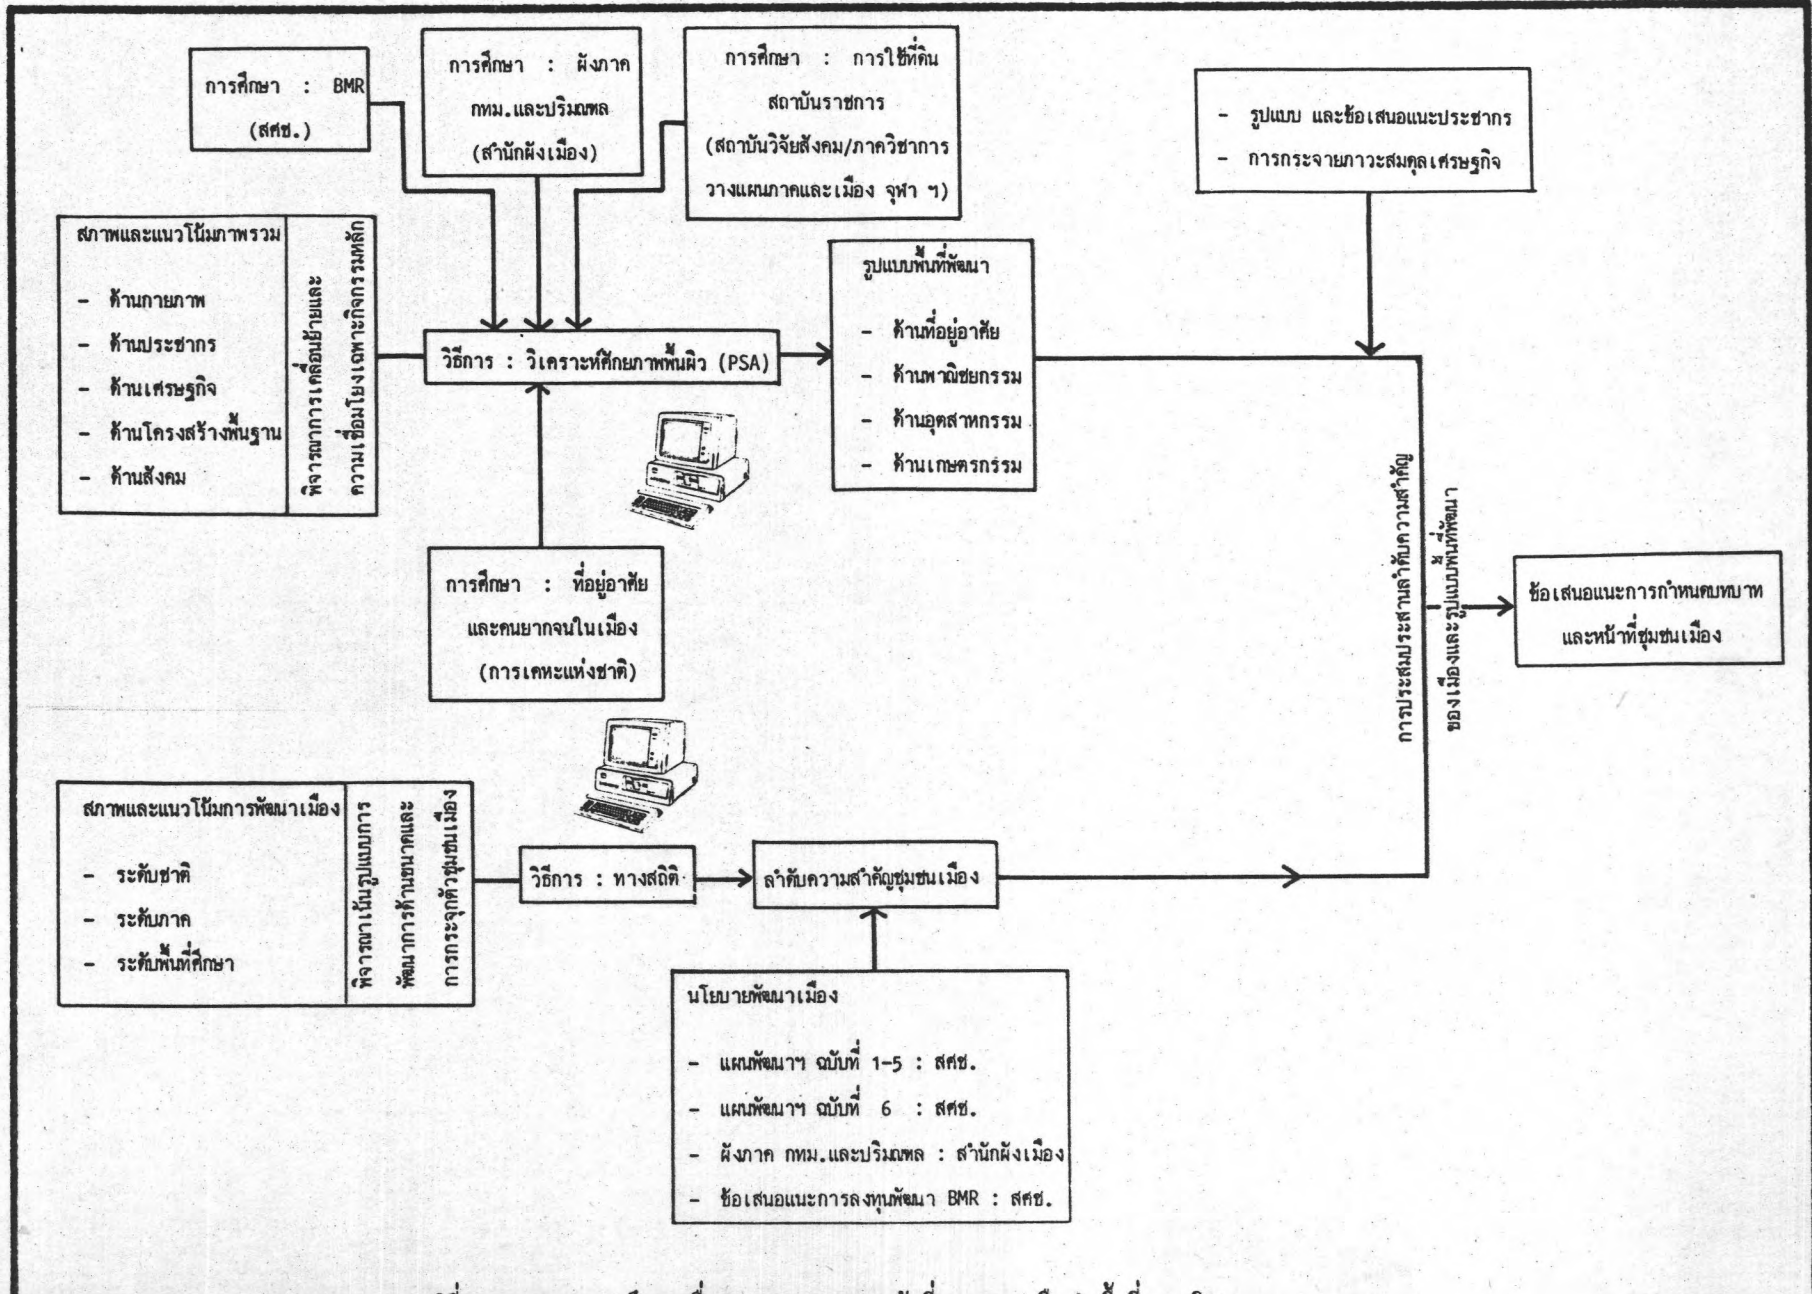 การศึกษา : BMR
(สศช.)
การศึกษา : ผังภาค
กทม.และปริมณฑล
(สำนักผังเมือง)
การศึกษา : การใช้ที่ดิน
สถาบันราชการ
(สถาบันวิจัยสังคม/ภาควิชาการ
วางแผนภาคและเมือง จุฬา ฯ)
- รูปแบบ และข้อเสนอแนะประชากร
- การกระจายภาวะสมดุลเศรษฐกิจ
สภาพและแนวโน้มภาพรวม
- ด้านกายภาพ
- ด้านประชากร
- ด้านเศรษฐกิจ
- ด้านโครงสร้างพื้นฐาน
- ด้านสังคม
พิจารณาการเคลื่อนย้ายและ
ความเชื่อมโยงเฉพาะกิจกรรมหลัก
วิธีการ : วิเคราะห์ศักยภาพพื้นผิว (PSA)
รูปแบบพื้นที่พัฒนา
- ด้านที่อยู่อาศัย
- ด้านพาณิชยกรรม
- ด้านอุตสาหกรรม
- ด้านเกษตรกรรม
การศึกษา : ที่อยู่อาศัย
และคนยากจนในเมือง
(การเคหะแห่งชาติ)
การประสมประสานลำดับความสำคัญ
ของเมืองและรูปแบบพื้นที่พัฒนา
ข้อเสนอแนะการกำหนดบทบาท
และหน้าที่ชุมชนเมือง
สภาพและแนวโน้มการพัฒนาเมือง
- ระดับชาติ
- ระดับภาค
- ระดับพื้นที่ศึกษา
พิจารณาเน้นรูปแบบการ
พัฒนาการด้านขนาดและ
การกระจุกตัวชุมชนเมือง
วิธีการ : ทางสถิติ
ลำดับความสำคัญชุมชนเมือง
นโยบายพัฒนาเมือง
- แผนพัฒนาฯ ฉบับที่ 1-5 : สศช.
- แผนพัฒนาฯ ฉบับที่ 6 : สศช.
- ผังภาค กทม.และปริมณฑล : สำนักผังเมือง
- ข้อเสนอแนะการลงทุนพัฒนา BMR : สศช.